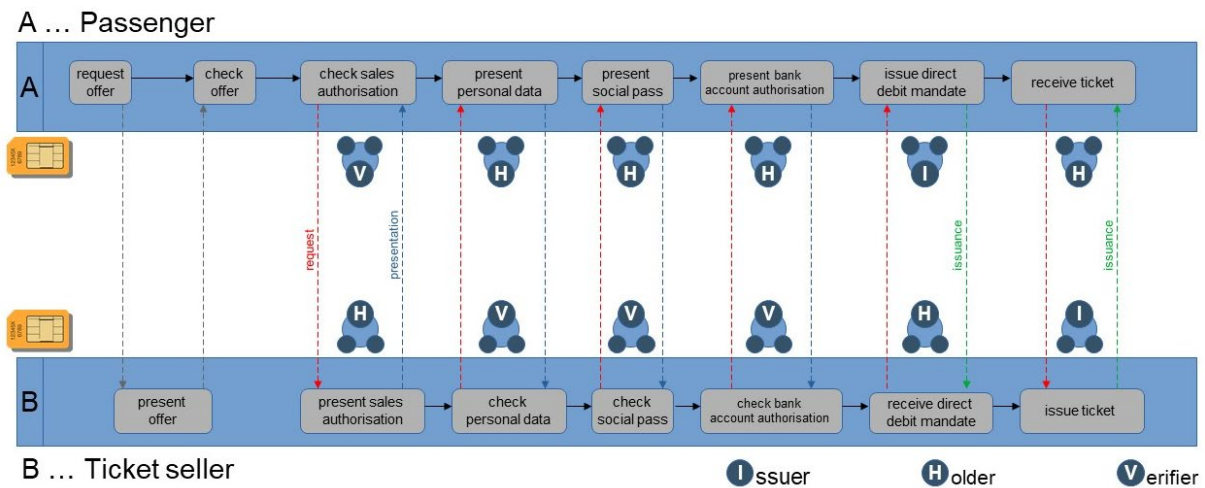 A ... Passenger
A
request
offer
check
offer
check sales
authorisation
present
personal data
present
social pass
present bank
account authorisation
issue direct
debit mandate
receive ticket
V
H
H
H
I
H
request
presentation
issuance
issuance
H
V
V
V
H
I
B
present
offer
present sales
authorisation
check
personal data
check
social pass
check bank
account authorisation
receive direct
debit mandate
issue ticket
B ... Ticket seller
I ssuer
H older
V erifier